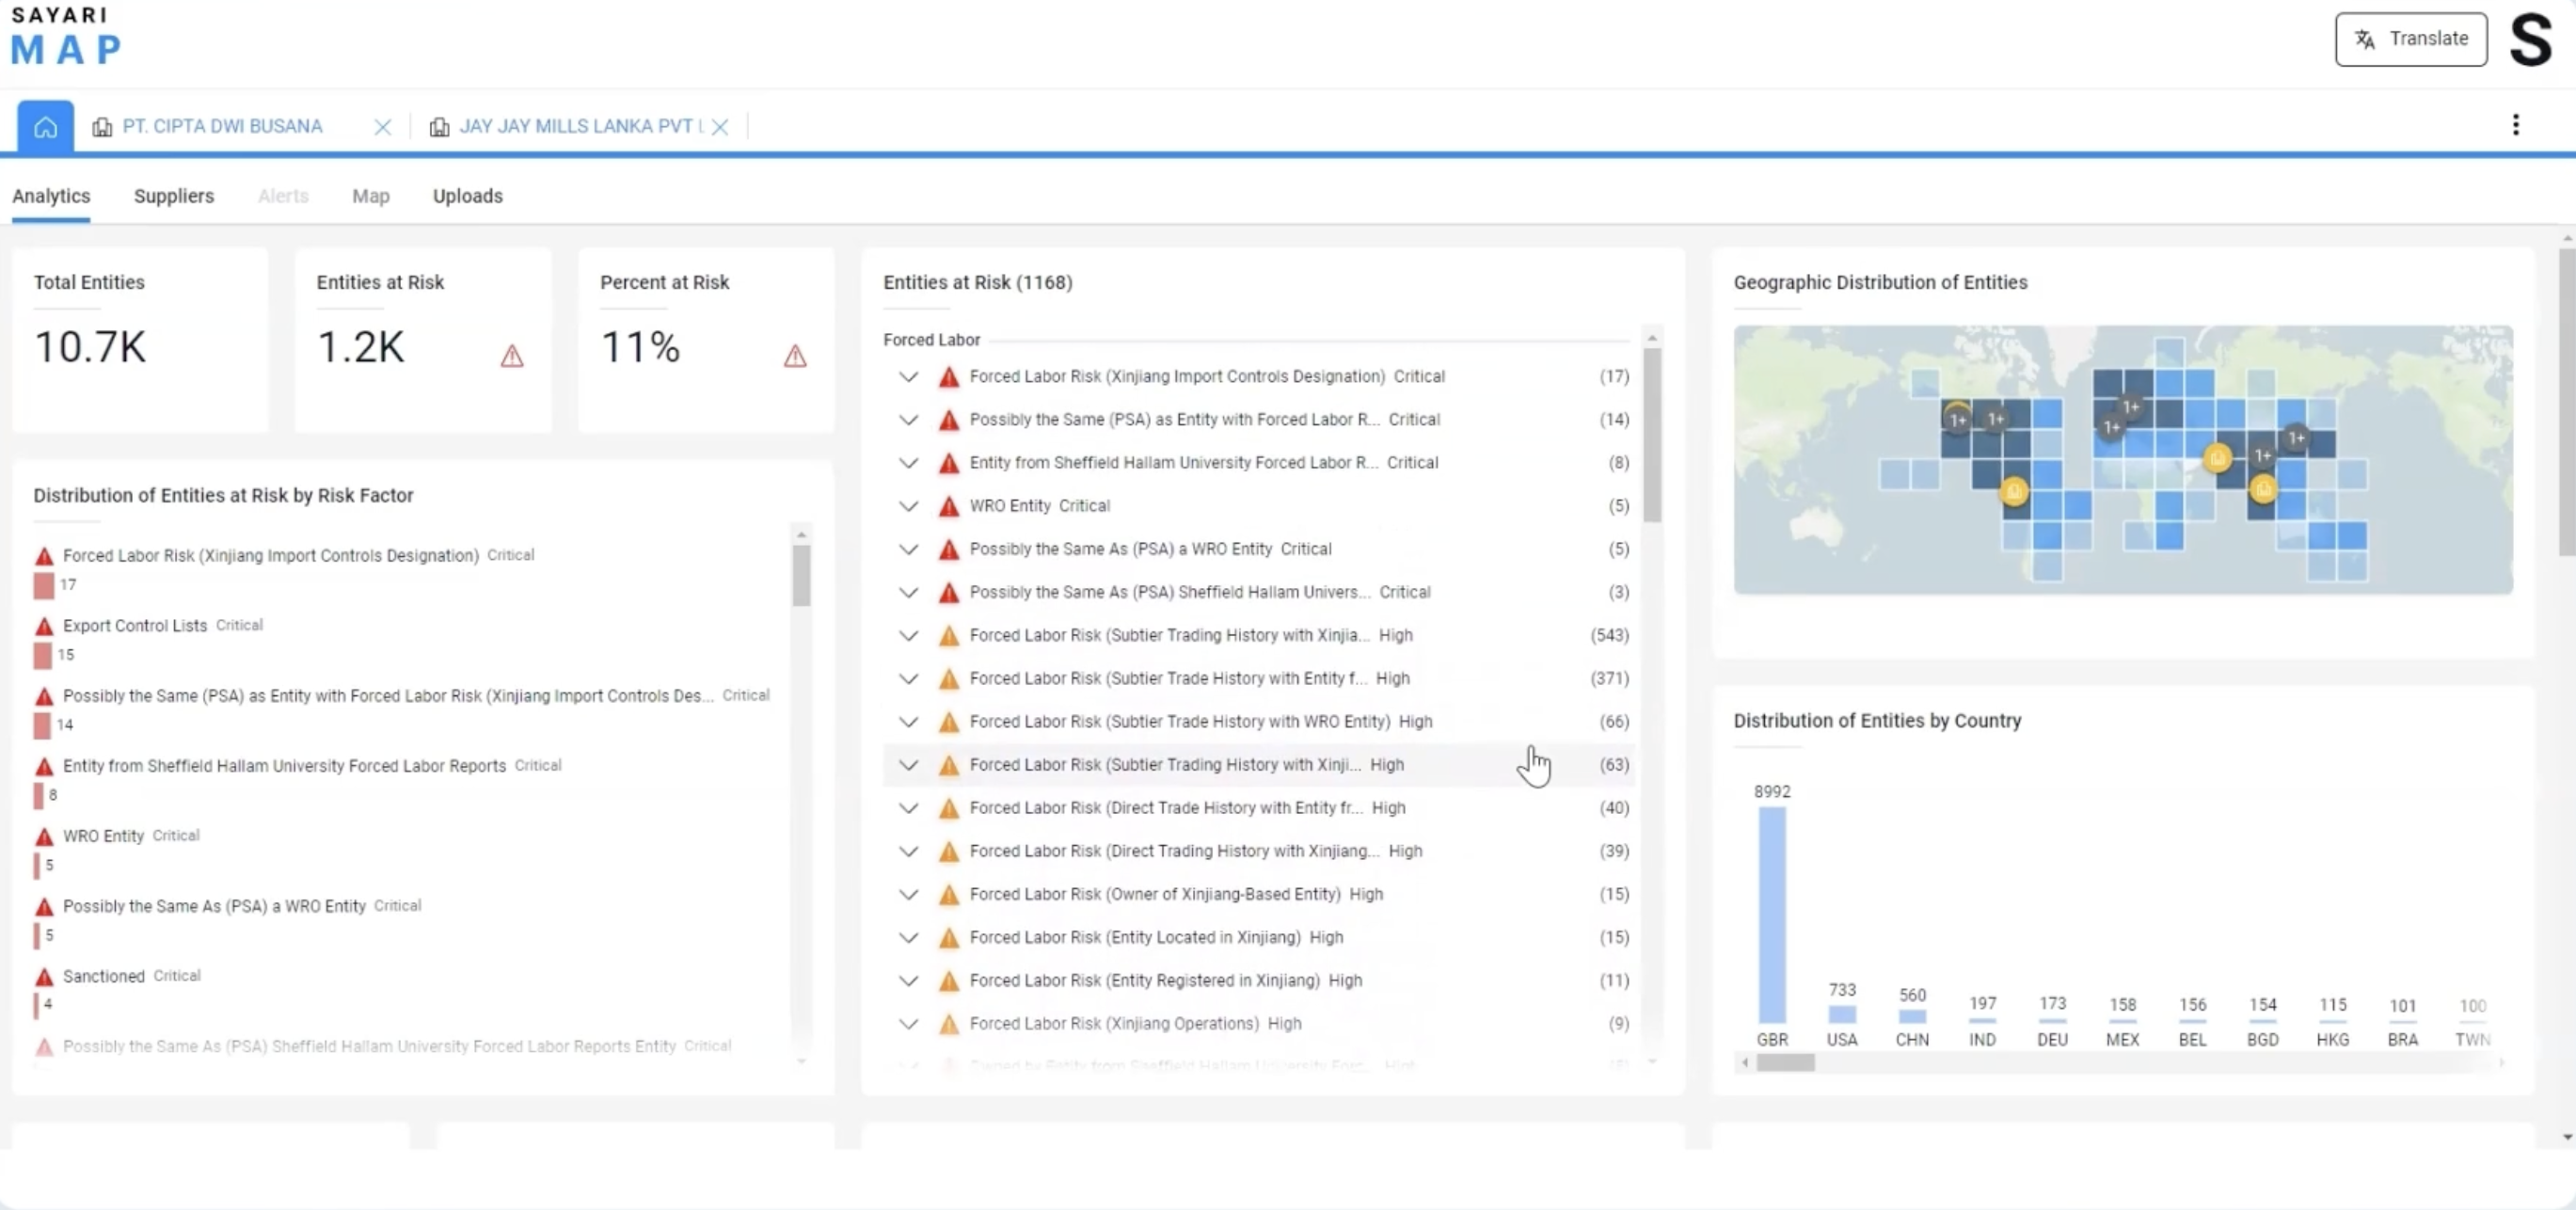 SAYARI
MAP
Translate
S
PT. CIPTA DWI BUSANA
JAY JAY MILLS LANKA PVT
Analytics
Suppliers
Alerts
Map
Uploads
Total Entities
10.7K
Entities at Risk
1.2K
Percent at Risk
11%
Distribution of Entities at Risk by Risk Factor
Forced Labor Risk (Xinjiang Import Controls Designation) Critical
17
Export Control Lists Critical
15
Possibly the Same (PSA) as Entity with Forced Labor Risk (Xinjiang Import Controls Des... Critical
14
Entity from Sheffield Hallam University Forced Labor Reports Critical
8
WRO Entity Critical
5
Possibly the Same As (PSA) a WRO Entity Critical
5
Sanctioned Critical
4
Possibly the Same As (PSA) Sheffield Hallam University Forced Labor Reports Entity Critical
Entities at Risk (1168)
Forced Labor
Forced Labor Risk (Xinjiang Import Controls Designation) Critical (17)
Possibly the Same (PSA) as Entity with Forced Labor R... Critical (14)
Entity from Sheffield Hallam University Forced Labor R... Critical (8)
WRO Entity Critical (5)
Possibly the Same As (PSA) a WRO Entity Critical (5)
Possibly the Same As (PSA) Sheffield Hallam Univers... Critical (3)
Forced Labor Risk (Subtier Trading History with Xinjia... High (543)
Forced Labor Risk (Subtier Trade History with Entity f... High (371)
Forced Labor Risk (Subtier Trade History with WRO Entity) High (66)
Forced Labor Risk (Subtier Trading History with Xinji... High (63)
Forced Labor Risk (Direct Trade History with Entity fr... High (40)
Forced Labor Risk (Direct Trading History with Xinjiang... High (39)
Forced Labor Risk (Owner of Xinjiang-Based Entity) High (15)
Forced Labor Risk (Entity Located in Xinjiang) High (15)
Forced Labor Risk (Entity Registered in Xinjiang) High (11)
Forced Labor Risk (Xinjiang Operations) High (9)
Owned by Entity from Sheffield Hallam University Forc... High
Geographic Distribution of Entities
1+
1+
1+
1+
1+
1+
Distribution of Entities by Country
8992
733
560
197
173
158
156
154
115
101
100
GBR
USA
CHN
IND
DEU
MEX
BEL
BGD
HKG
BRA
TWN